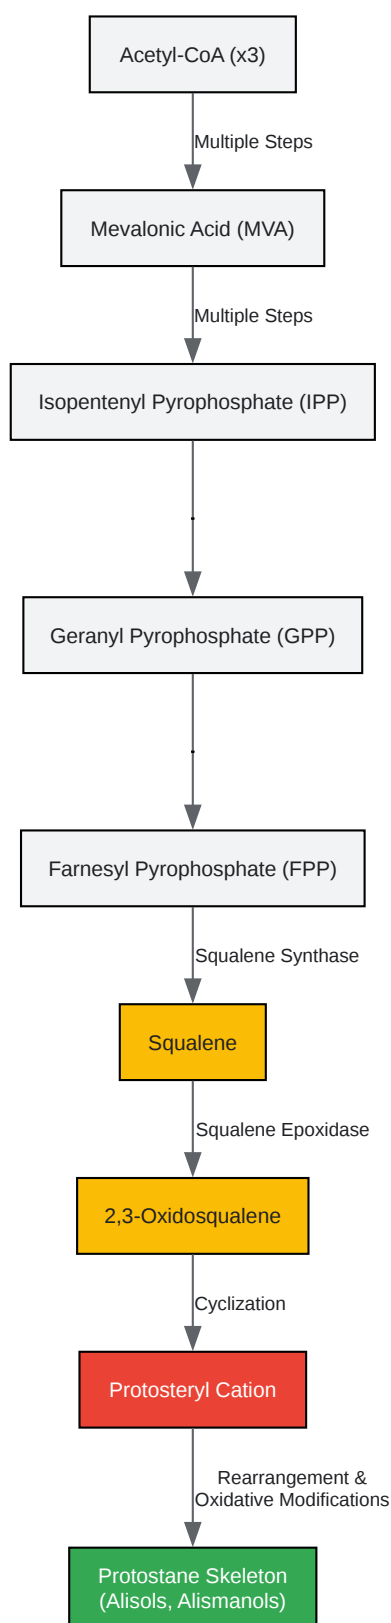 Acetyl-CoA (x3)
Multiple Steps
Mevalonic Acid (MVA)
Multiple Steps
Isopentenyl Pyrophosphate (IPP)
Geranyl Pyrophosphate (GPP)
Farnesyl Pyrophosphate (FPP)
Squalene Synthase
Squalene
Squalene Epoxidase
2,3-Oxidosqualene
Cyclization
Protosteryl Cation
Rearrangement &
Oxidative Modifications
Protostane Skeleton
(Alisols, Alismanols)